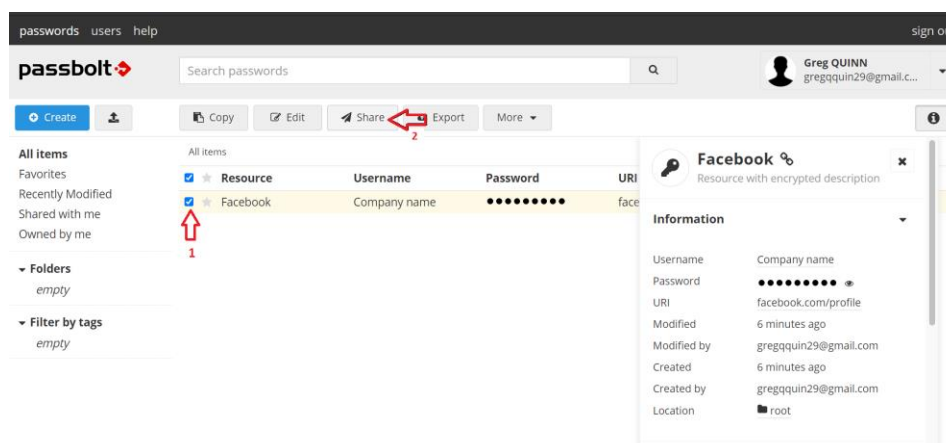 passwords users help sign o
passbolt
Search passwords
Greg QUINN
gregqquin29@gmail.c...
Create
Copy Edit Share Export More
2
All items
Favorites
Recently Modified
Shared with me
Owned by me
Folders
empty
Filter by tags
empty
All items
Resource Username Password URI
Facebook Company name ●●●●●●●●● face
1
Facebook
Resource with encrypted description
Information
Username Company name
Password ●●●●●●●●●
URI facebook.com/profile
Modified 6 minutes ago
Modified by gregqquin29@gmail.com
Created 6 minutes ago
Created by gregqquin29@gmail.com
Location root